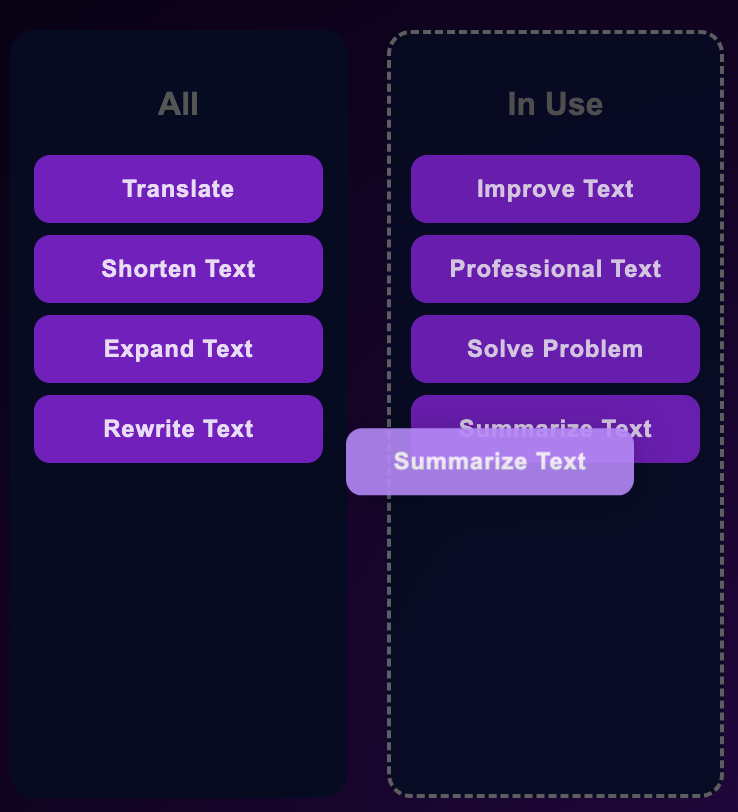 All
Translate
Shorten Text
Expand Text
Rewrite Text
In Use
Improve Text
Professional Text
Solve Problem
Summarize Text
Summarize Text